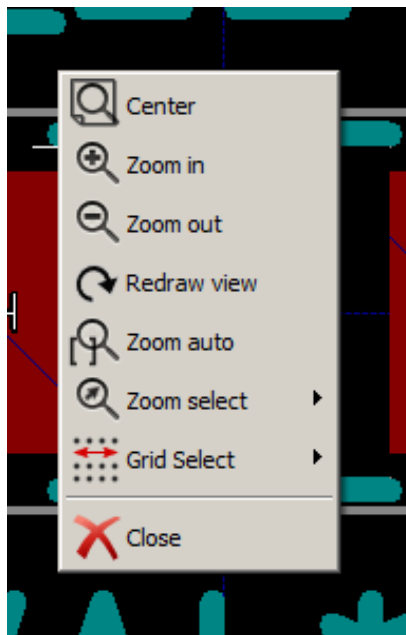 Center
Zoom in
Zoom out
Redraw view
Zoom auto
Zoom select
Grid Select
Close